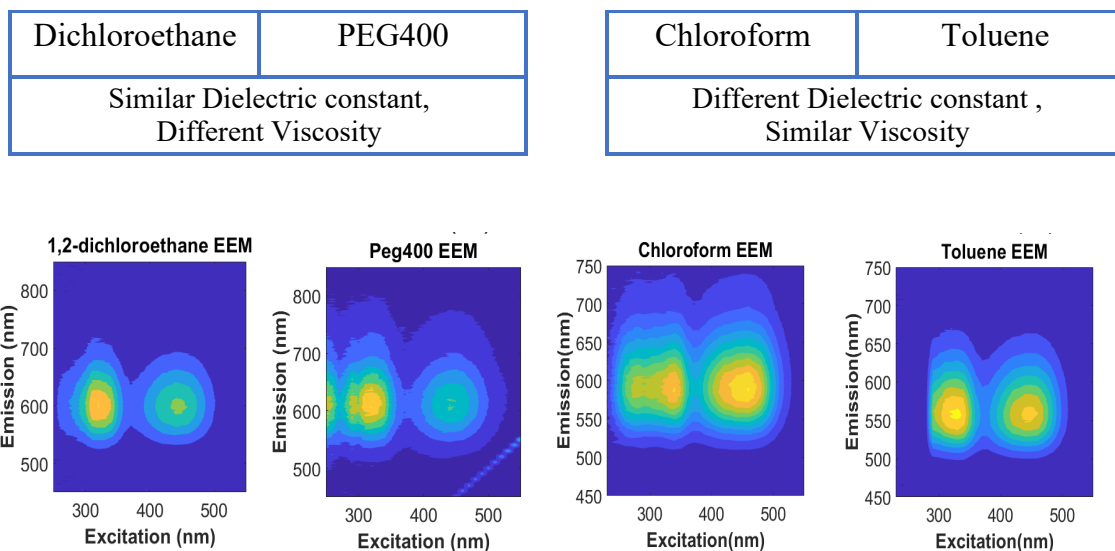 Dichloroethane PEG400
Similar Dielectric constant,
Different Viscosity
Chloroform Toluene
Different Dielectric constant ,
Similar Viscosity
1,2-dichloroethane EEM
Emission (nm)
800
700
600
500
300 400 500
Excitation (nm)
Peg400 EEM
Emission (nm)
800
700
600
500
300 400 500
Excitation (nm)
Chloroform EEM
Emission(nm)
750
700
650
600
550
500
450
300 400 500
Excitation(nm)
Toluene EEM
Emission(nm)
750
700
650
600
550
500
450
300 400 500
Excitation(nm)